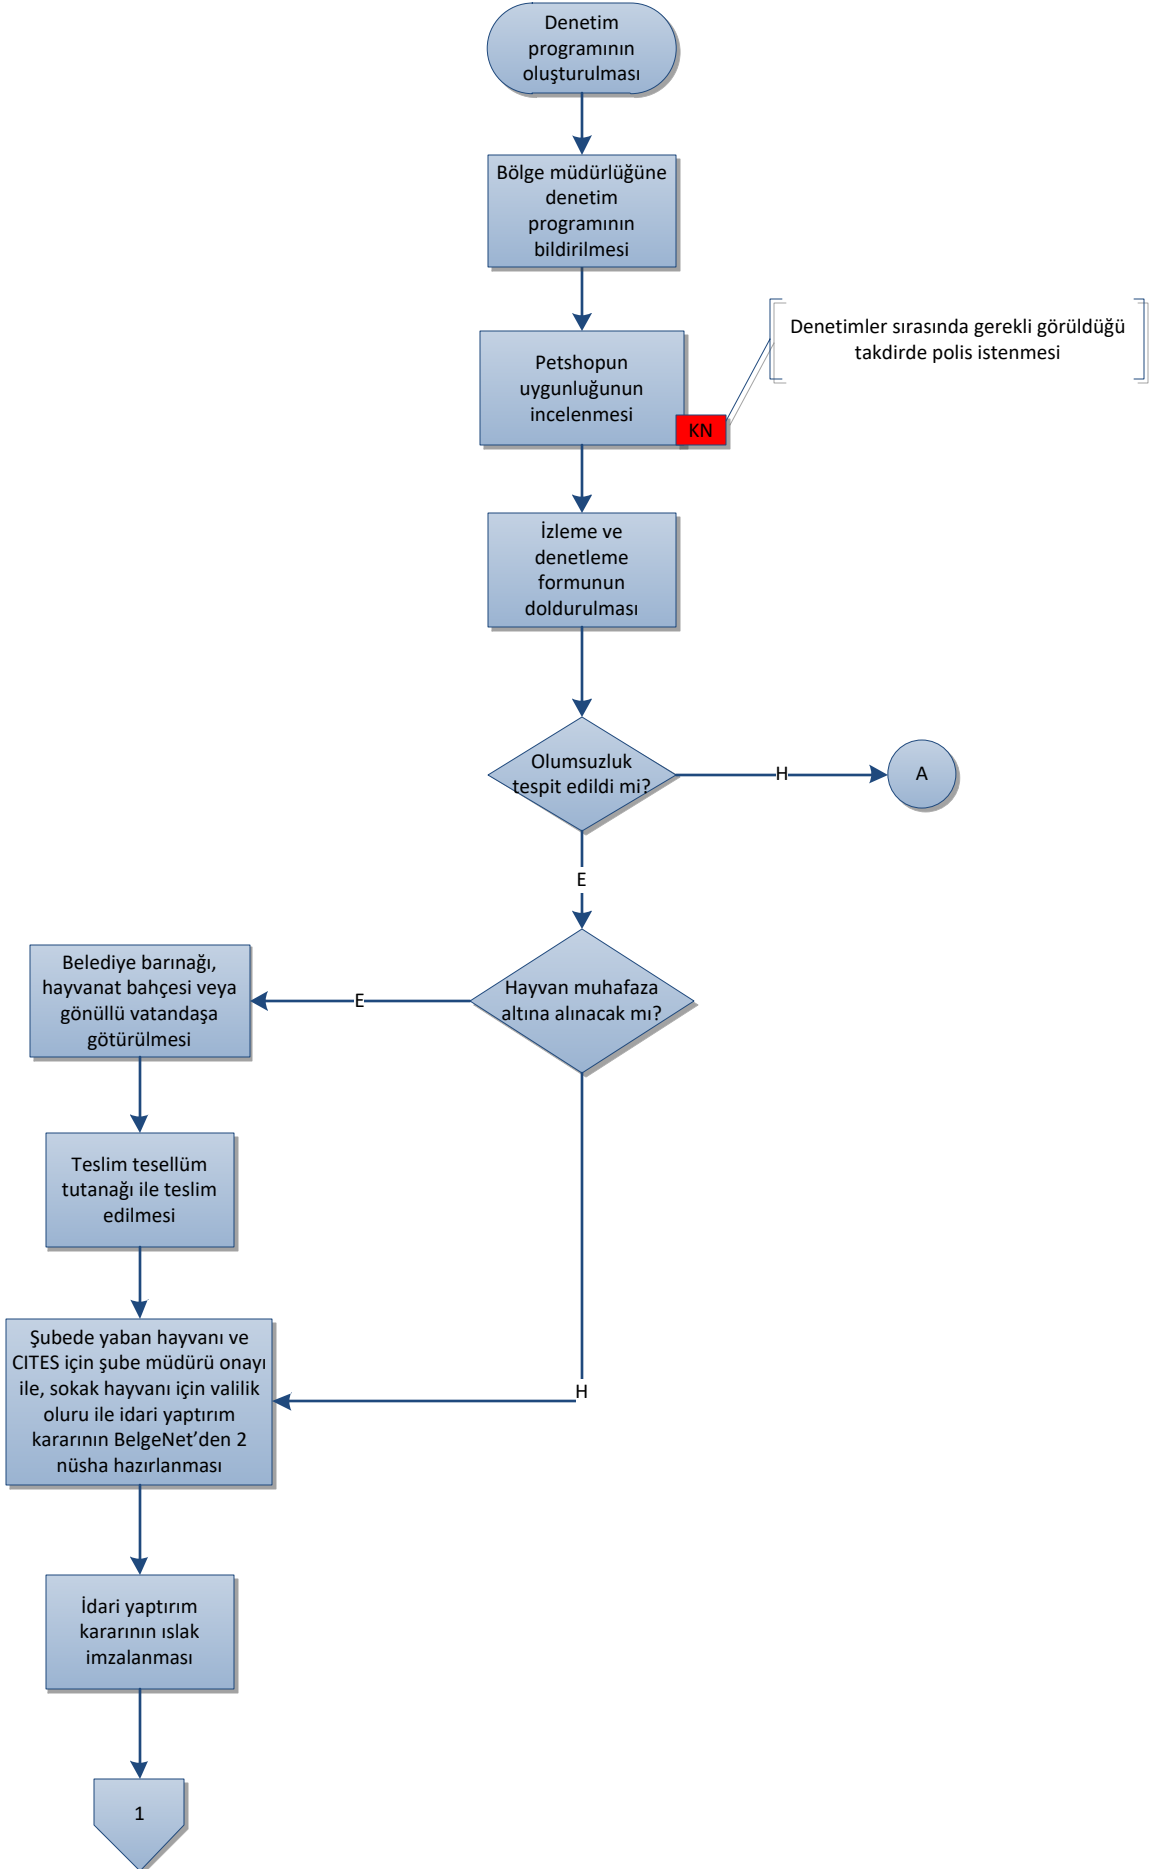 Denetim
programının
oluşturulması
Bölge müdürlüğüne
denetim
programının
bildirilmesi
Petshopun
uygunluğunun
incelenmesi
KN
Denetimler sırasında gerekli görüldüğü
takdirde polis istenmesi
İzleme ve
denetleme
formunun
doldurulması
Olumsuzluk
tespit edildi mi?
H
A
E
Hayvan muhafaza
altına alınacak mı?
E
Belediye barınağı,
hayvanat bahçesi veya
gönüllü vatandaşa
götürülmesi
Teslim tesellüm
tutanağı ile teslim
edilmesi
H
Şubede yaban hayvanı ve
CITES için şube müdürü onayı
ile, sokak hayvanı için valilik
oluru ile idari yaptırım
kararının BelgeNet’den 2
nüsha hazırlanması
İdari yaptırım
kararının ıslak
imzalanması
1